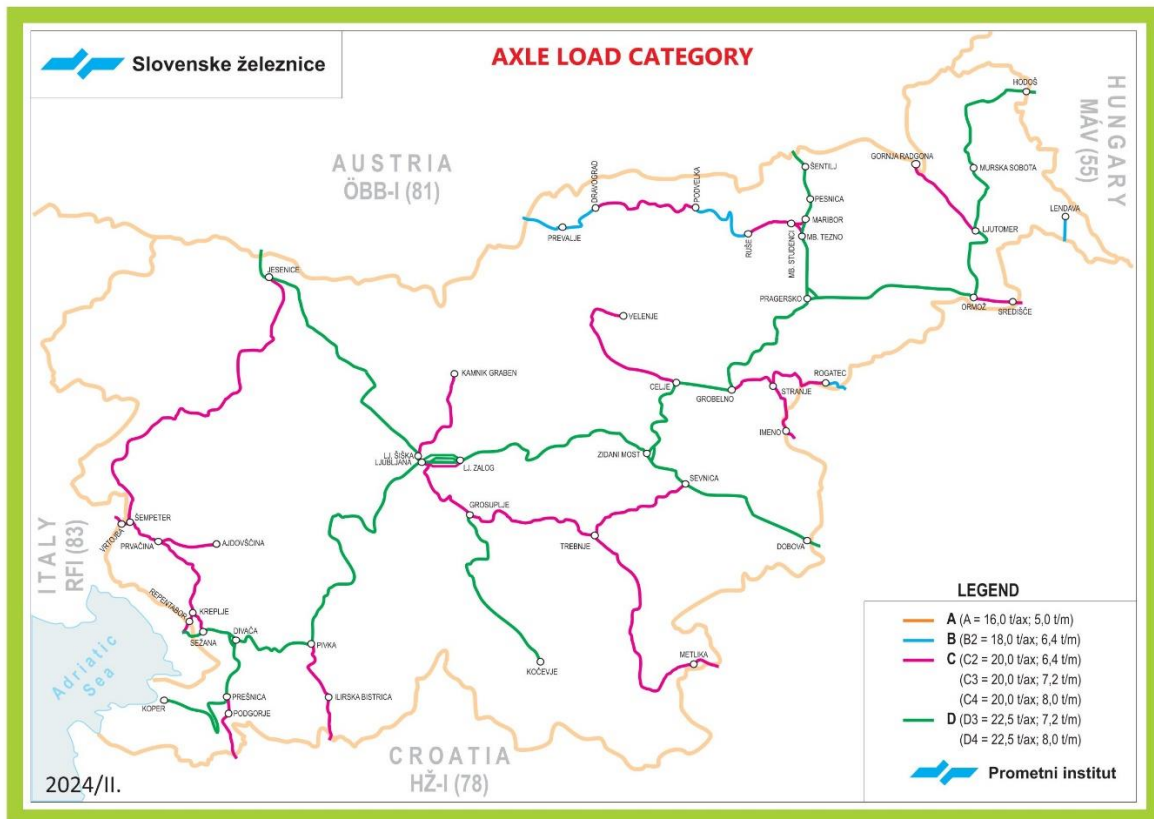 Slovenske železnice
AXLE LOAD CATEGORY
HUNGARY
MÁV (55)
AUSTRIA
ÖBB-I (81)
HODOŠ
GORNJA RADGONA
MURSKA SOBOTA
ŠENTILJ
DRAVOGRAD
PODVELKA
PESNICA
LENDAVA
MARIBOR
PREVALJE
RUŠE
MB. STUDENCI
MB. TEZNO
LJUTOMER
JESENICE
PRAGERSKO
ORMOŽ
SREDIŠČE
VELENJE
KAMNIK GRABEN
CELJE
ROGATEC
GROBELNO
STRANJE
IMENO
LJ. ŠIŠKA
LJUBLJANA
LJ. ZALOG
ZIDANI MOST
SEVNICA
GROSUPLJE
ITALY
RFI (83)
ŠEMPETER
VRTOJBA
PRVAČINA
AJDOVŠČINA
TREBNJE
DOBOVA
REPENTABOR
KREPLJE
SEŽANA
DIVAČA
PIVKA
KOČEVJE
METLIKA
Adriatic
Sea
KOPER
PREŠNICA
PODGORJE
ILIRSKA BISTRICA
CROATIA
HŽ-I (78)
LEGEND
A (A = 16,0 t/ax; 5,0 t/m)
B (B2 = 18,0 t/ax; 6,4 t/m)
C (C2 = 20,0 t/ax; 6,4 t/m)
(C3 = 20,0 t/ax; 7,2 t/m)
(C4 = 20,0 t/ax; 8,0 t/m)
D (D3 = 22,5 t/ax; 7,2 t/m)
(D4 = 22,5 t/ax; 8,0 t/m)
Prometni institut
2024/II.